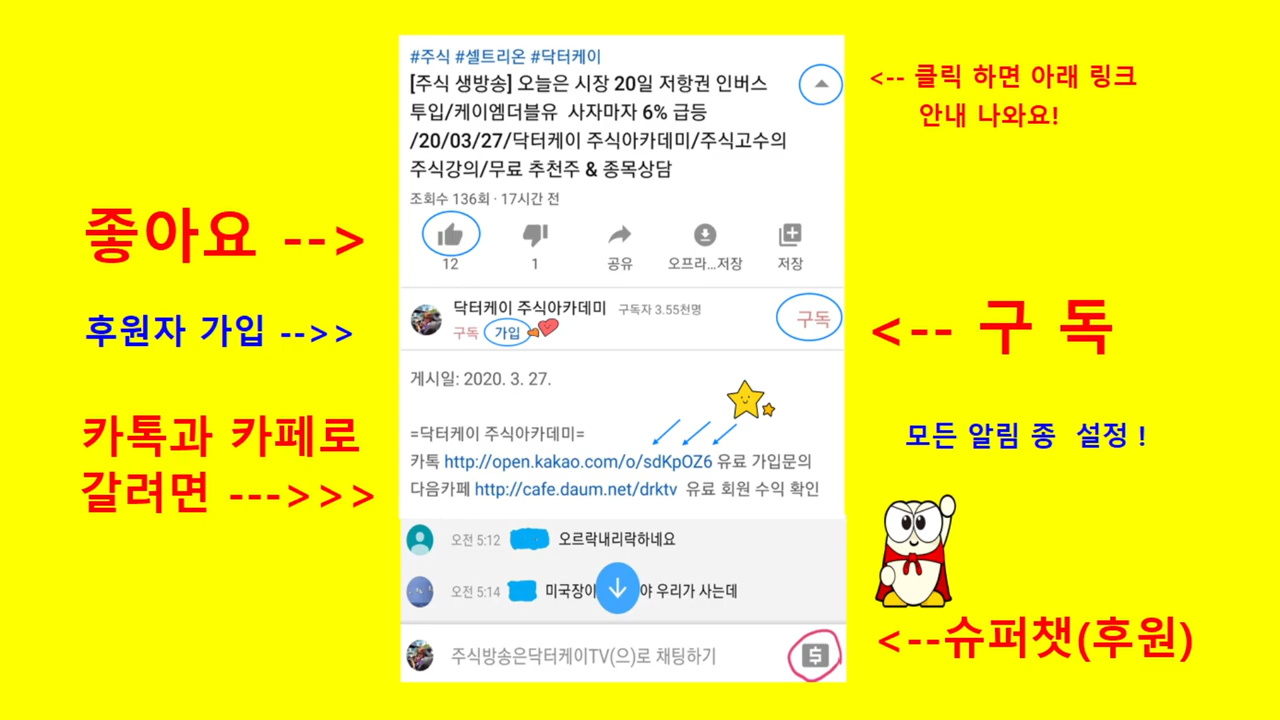 #주식 #셀트리온 #닥터케이
[주식 생방송] 오늘은 시장 20일 저항권 인버스
투입/케이엠더블유 사자마자 6% 급등
/20/03/27/닥터케이 주식아카데미/주식고수의
주식강의/무료 추천주 & 종목상담
조회수 136회 · 17시간 전
<-- 클릭 하면 아래 링크
안내 나와요!
좋아요 -->
12
1
공유
오프라...저장
저장
닥터케이 주식아카데미 구독자 3.55천명
구독 가입
구독
후원자 가입 -->>
<-- 구 독
게시일: 2020. 3. 27.
카톡과 카페로
갈려면 --->>>
모든 알림 종 설정 !
=닥터케이 주식아카데미=
카톡 http://open.kakao.com/o/sdKpOZ6 유료 가입문의
다음카페 http://cafe.daum.net/drktv 유료 회원 수익 확인
오전 5:12 오르락내리락하네요
오전 5:14 미국장이 야 우리가 사는데
주식방송은닥터케이TV(으)로 채팅하기
<--슈퍼챗(후원)